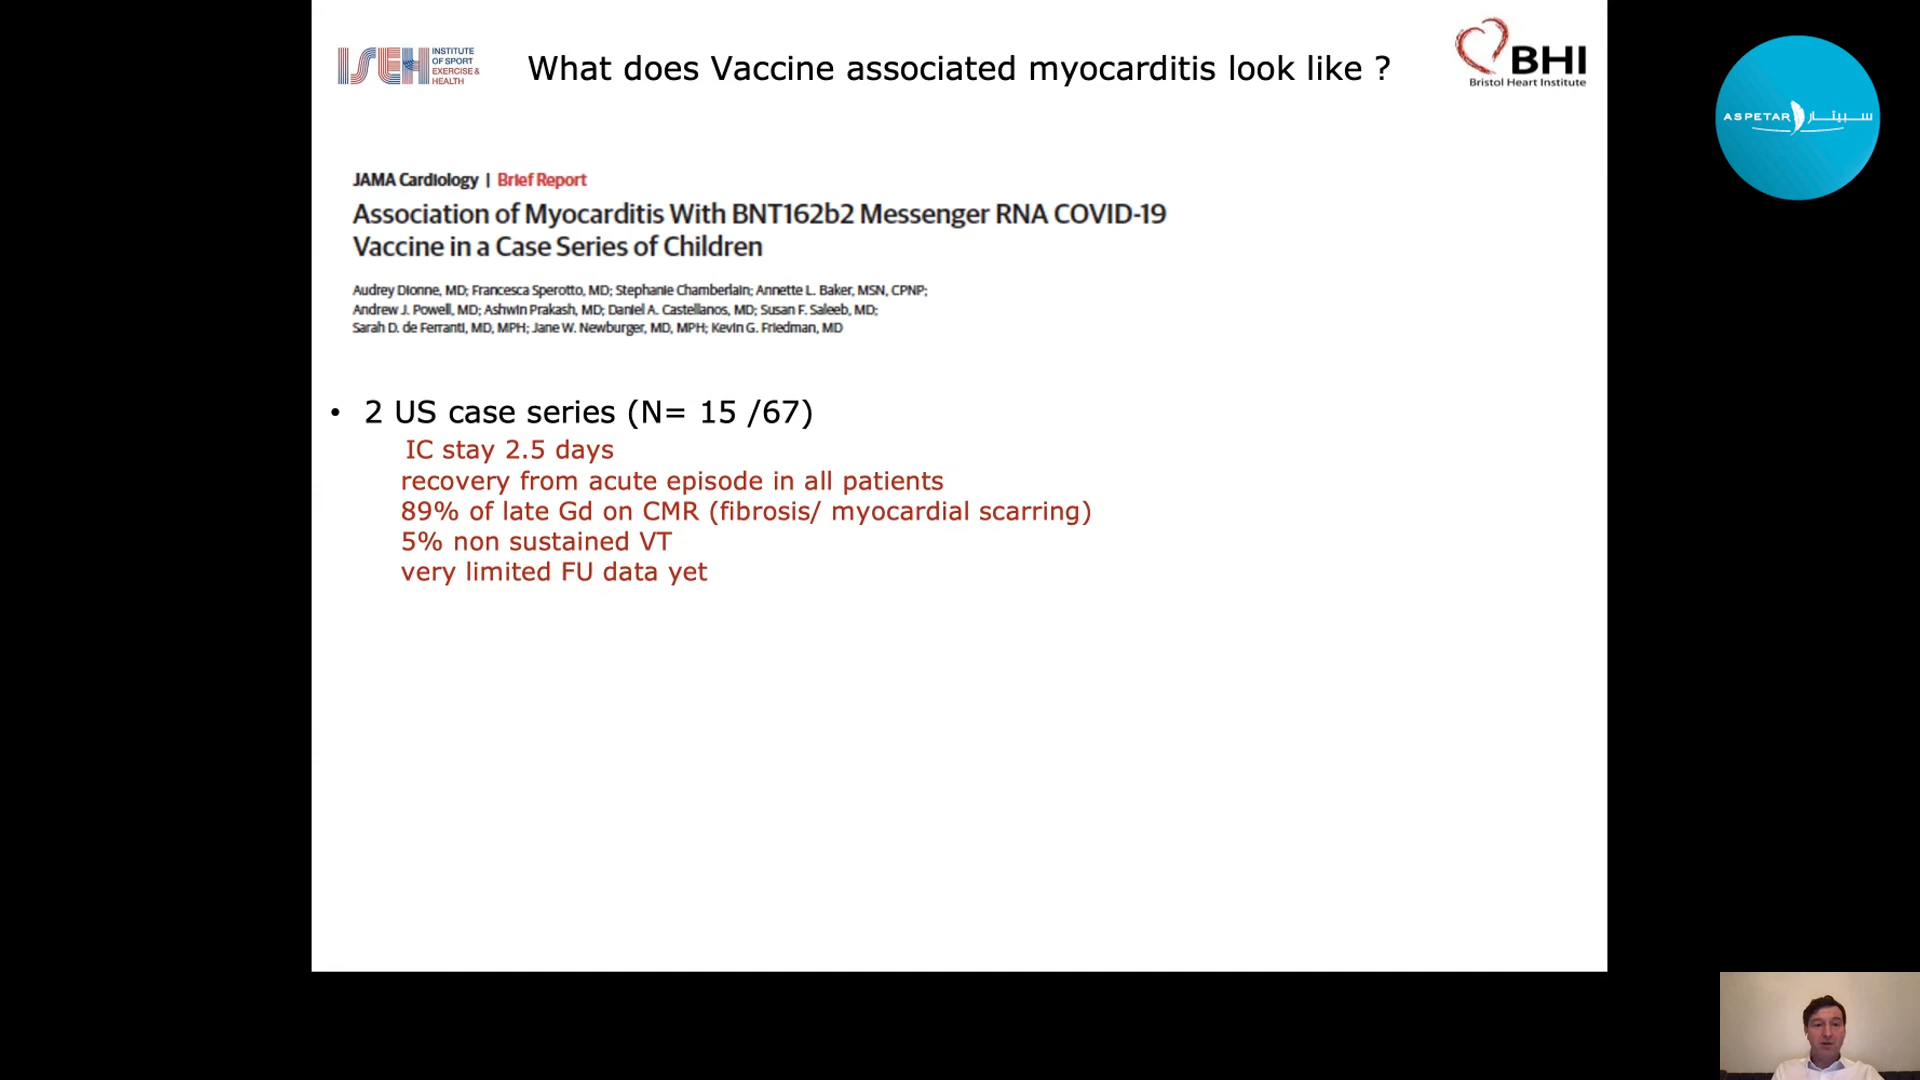 INSTITUTE
OF SPORT
EXERCISE &
HEALTH
ISEH
What does Vaccine associated myocarditis look like ?
BHI
Bristol Heart Institute
ASPETAR سبيتار
JAMA Cardiology | Brief Report
Association of Myocarditis With BNT162b2 Messenger RNA COVID-19
Vaccine in a Case Series of Children
Audrey Dionne, MD; Francesca Sperotto, MD; Stephanie Chamberlain; Annette L. Baker, MSN, CPNP;
Andrew J. Powell, MD; Ashwin Prakash, MD; Daniel A. Castellanos, MD; Susan F. Saleeb, MD;
Sarah D. de Ferranti, MD, MPH; Jane W. Newburger, MD, MPH; Kevin G. Friedman, MD
• 2 US case series (N= 15 /67)
IC stay 2.5 days
recovery from acute episode in all patients
89% of late Gd on CMR (fibrosis/ myocardial scarring)
5% non sustained VT
very limited FU data yet